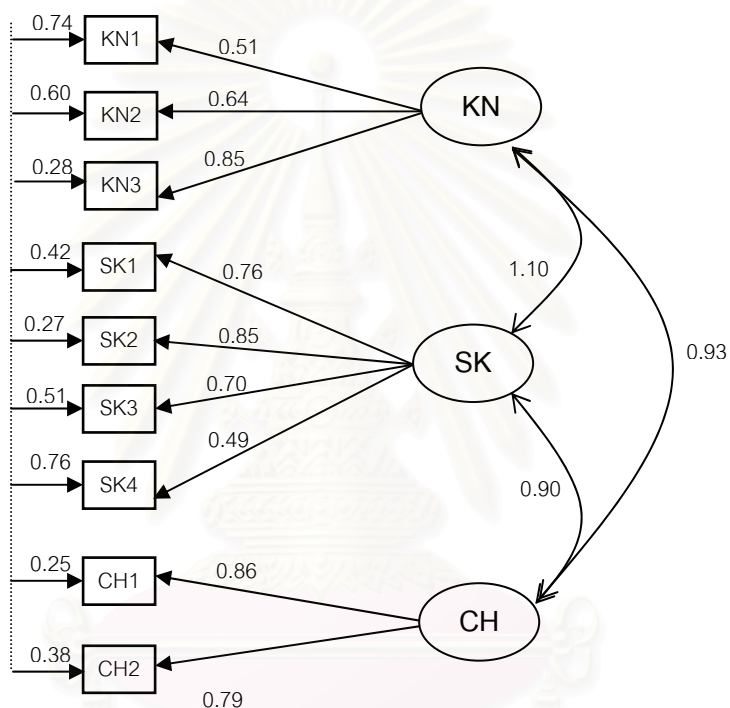 0.74 KN1 0.51
0.60 KN2 0.64 KN
0.28 KN3 0.85
0.42 SK1 0.76 1.10
0.27 SK2 0.85 0.93
0.51 SK3 0.70 SK
0.76 SK4 0.49 0.90
0.25 CH1 0.86
0.38 CH2 CH
0.79